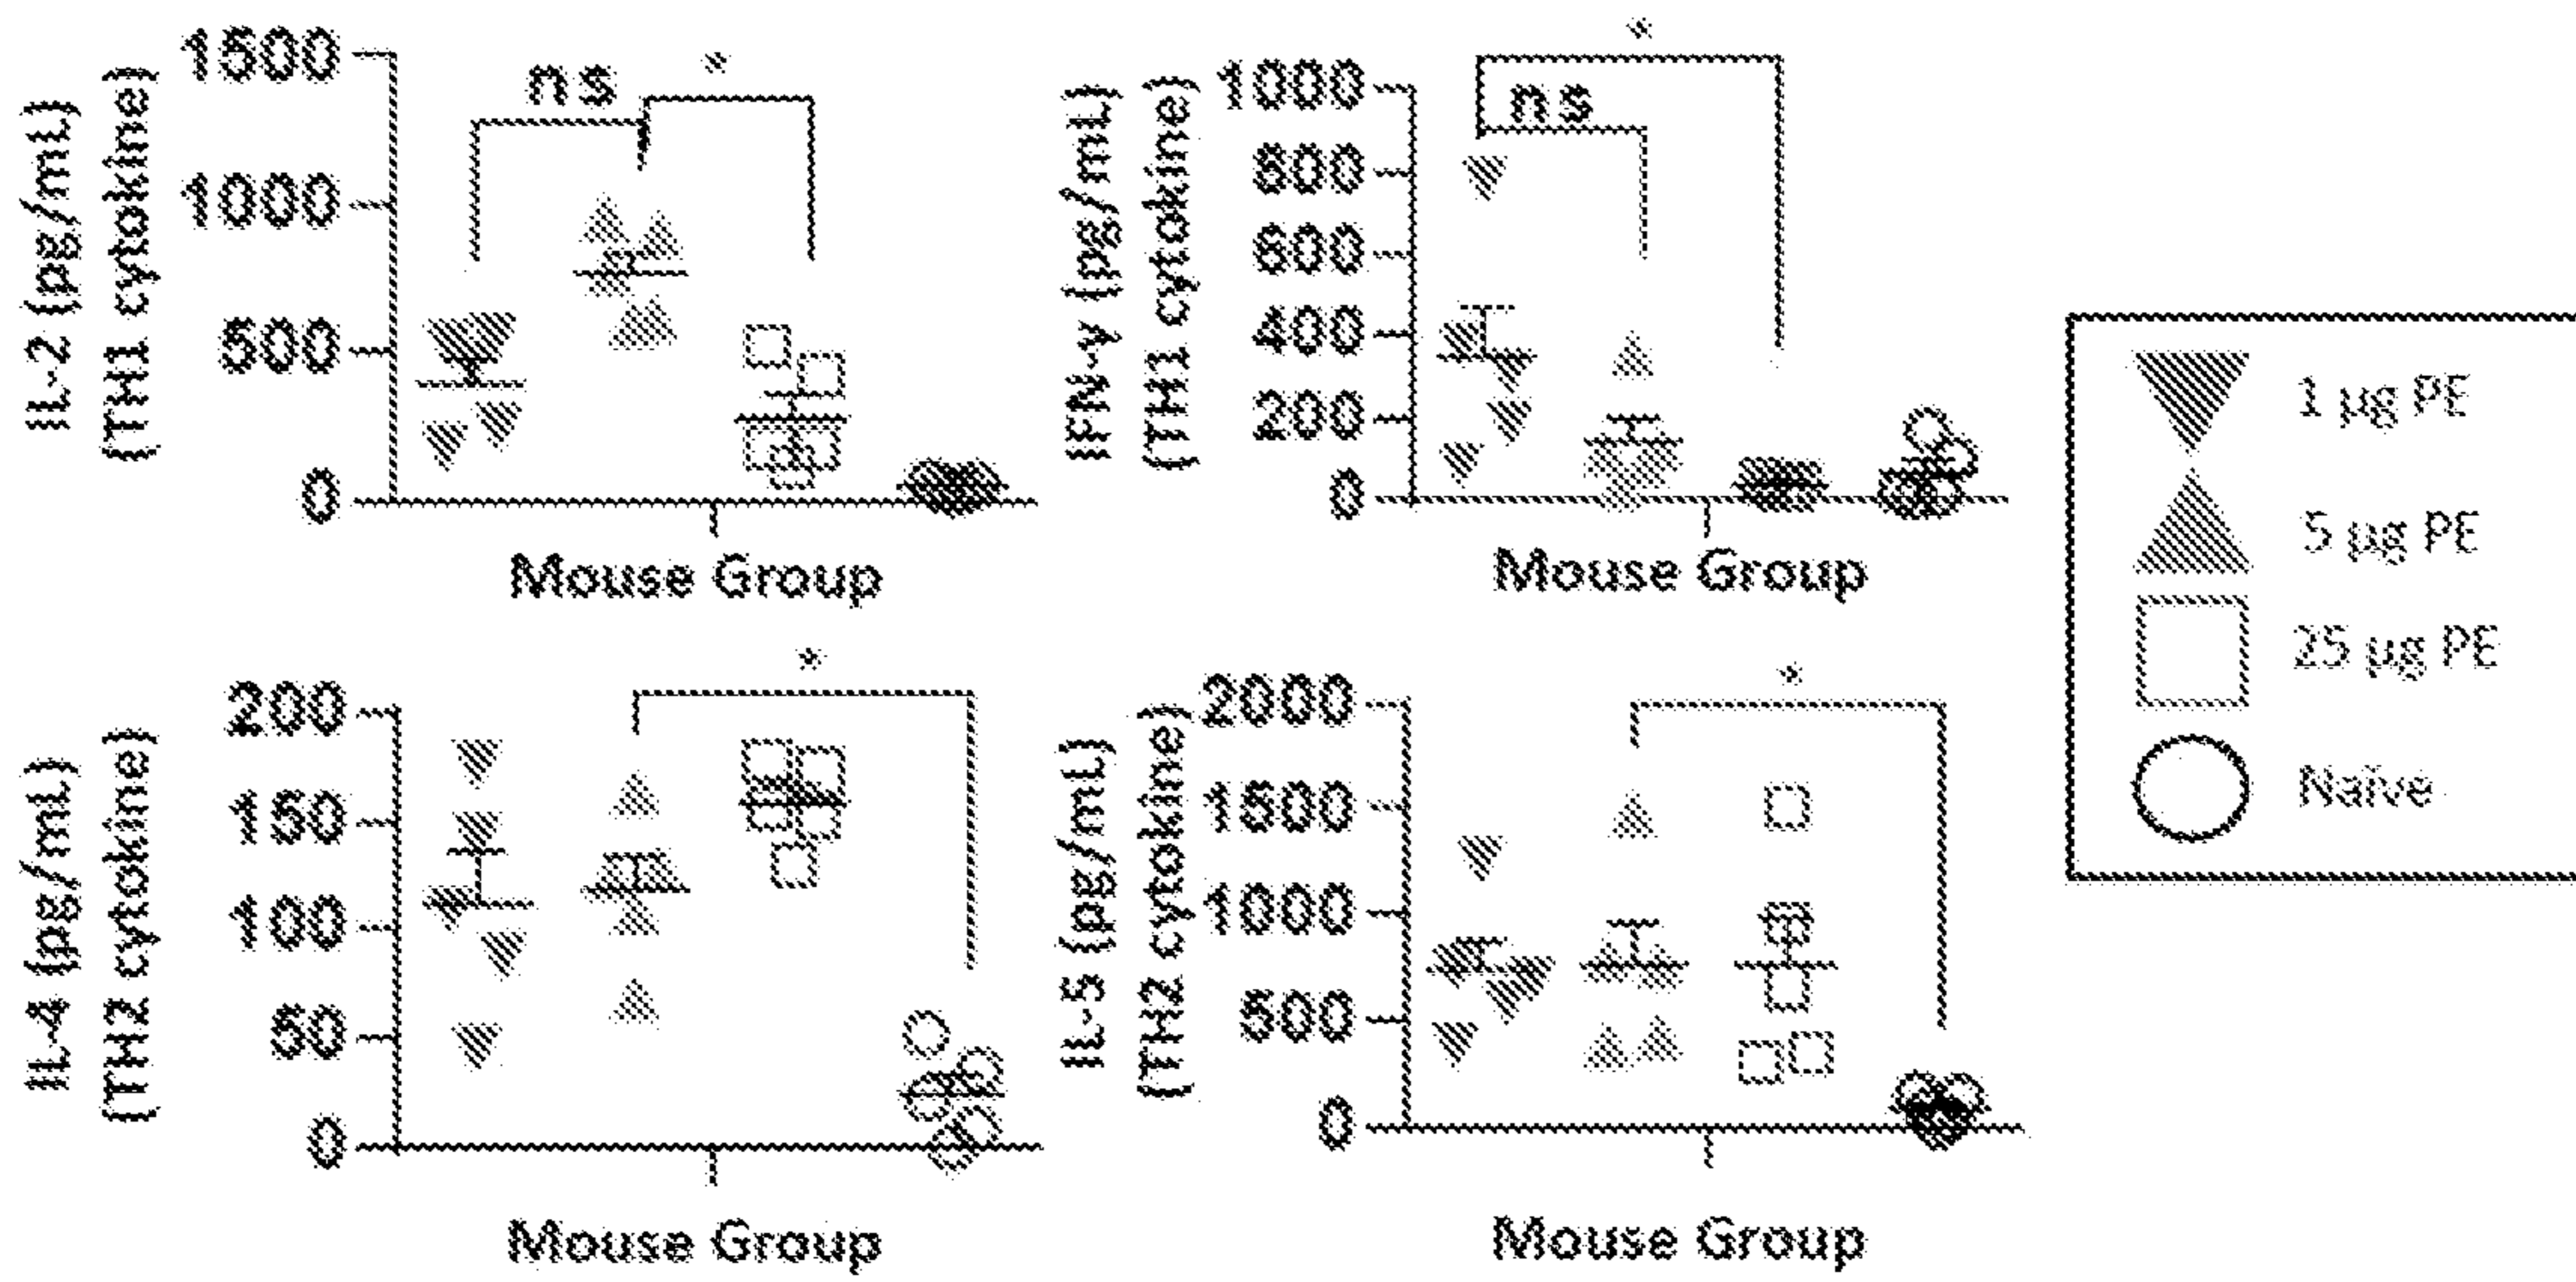 IL-2 (pg/mL)
(TH1 cytokine)
1500
1000
500
0
ns
*
Mouse Group
IFN-γ (pg/mL)
(TH1 cytokine)
1000
800
600
400
200
0
*
ns
Mouse Group
1 µg PE
5 µg PE
25 µg PE
Naïve
IL-4 (pg/mL)
(TH2 cytokine)
200
150
100
50
0
*
Mouse Group
IL-5 (pg/mL)
(TH2 cytokine)
2000
1500
1000
500
0
*
Mouse Group